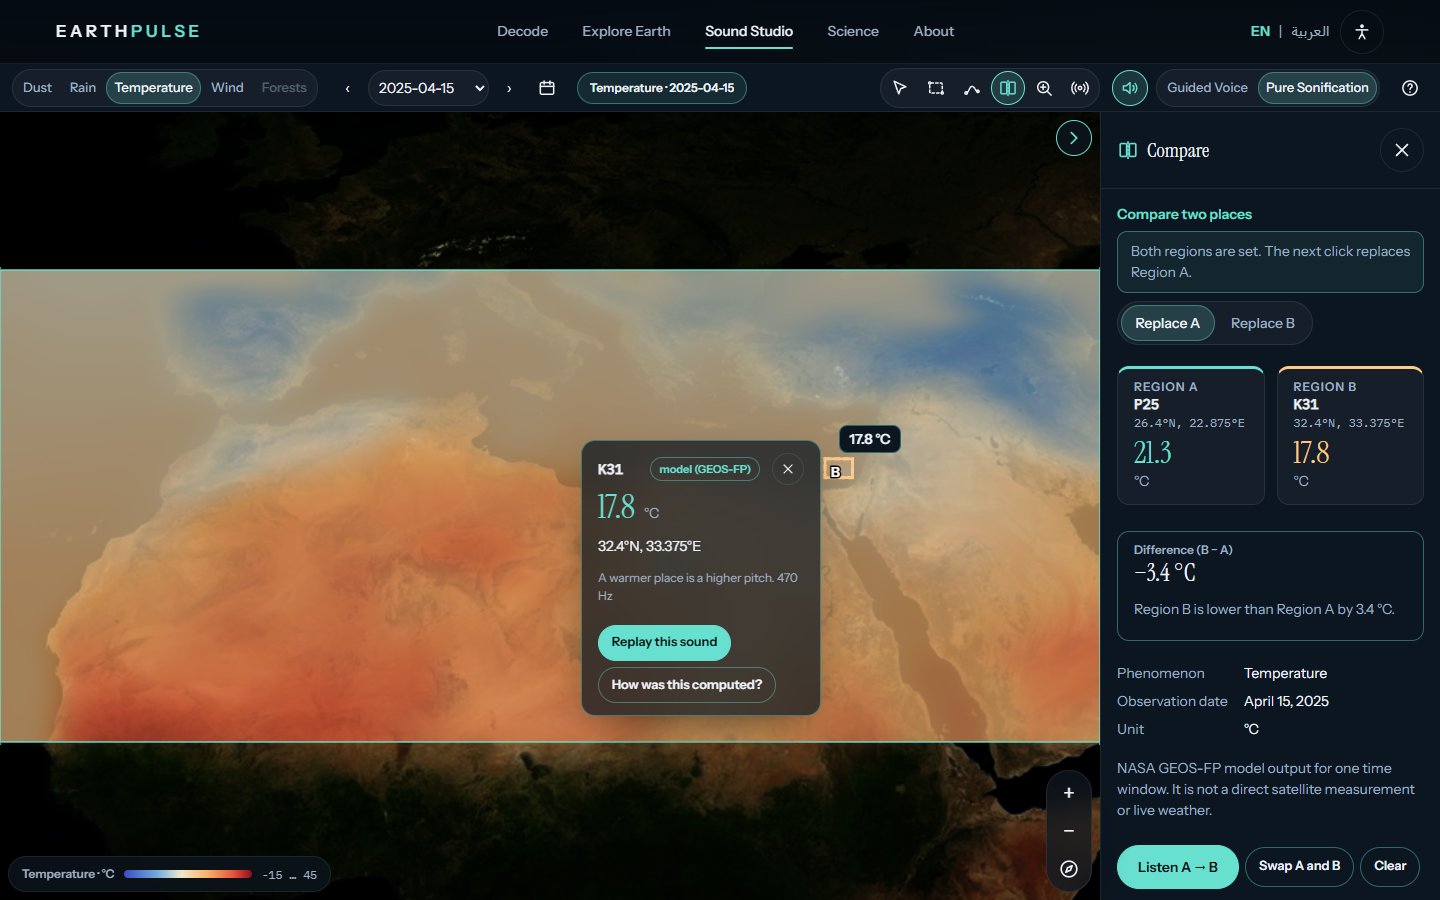 EARTHPULSE
Decode
Explore Earth
Sound Studio
Science
About
EN | العربية
Dust
Rain
Temperature
Wind
Forests
2025-04-15
Temperature · 2025-04-15
Guided Voice
Pure Sonification
Compare
Compare two places
Both regions are set. The next click replaces
Region A.
Replace A
Replace B
REGION A
P25
26.4°N, 22.875°E
21.3
°C
REGION B
K31
32.4°N, 33.375°E
17.8
°C
Difference (B − A)
−3.4 °C
Region B is lower than Region A by 3.4 °C.
Phenomenon Temperature
Observation date April 15, 2025
Unit °C
NASA GEOS-FP model output for one time
window. It is not a direct satellite measurement
or live weather.
Listen A → B
Swap A and B
Clear
17.8 °C
B
K31
model (GEOS-FP)
17.8 °C
32.4°N, 33.375°E
A warmer place is a higher pitch. 470
Hz
Replay this sound
How was this computed?
Temperature · °C
-15 … 45